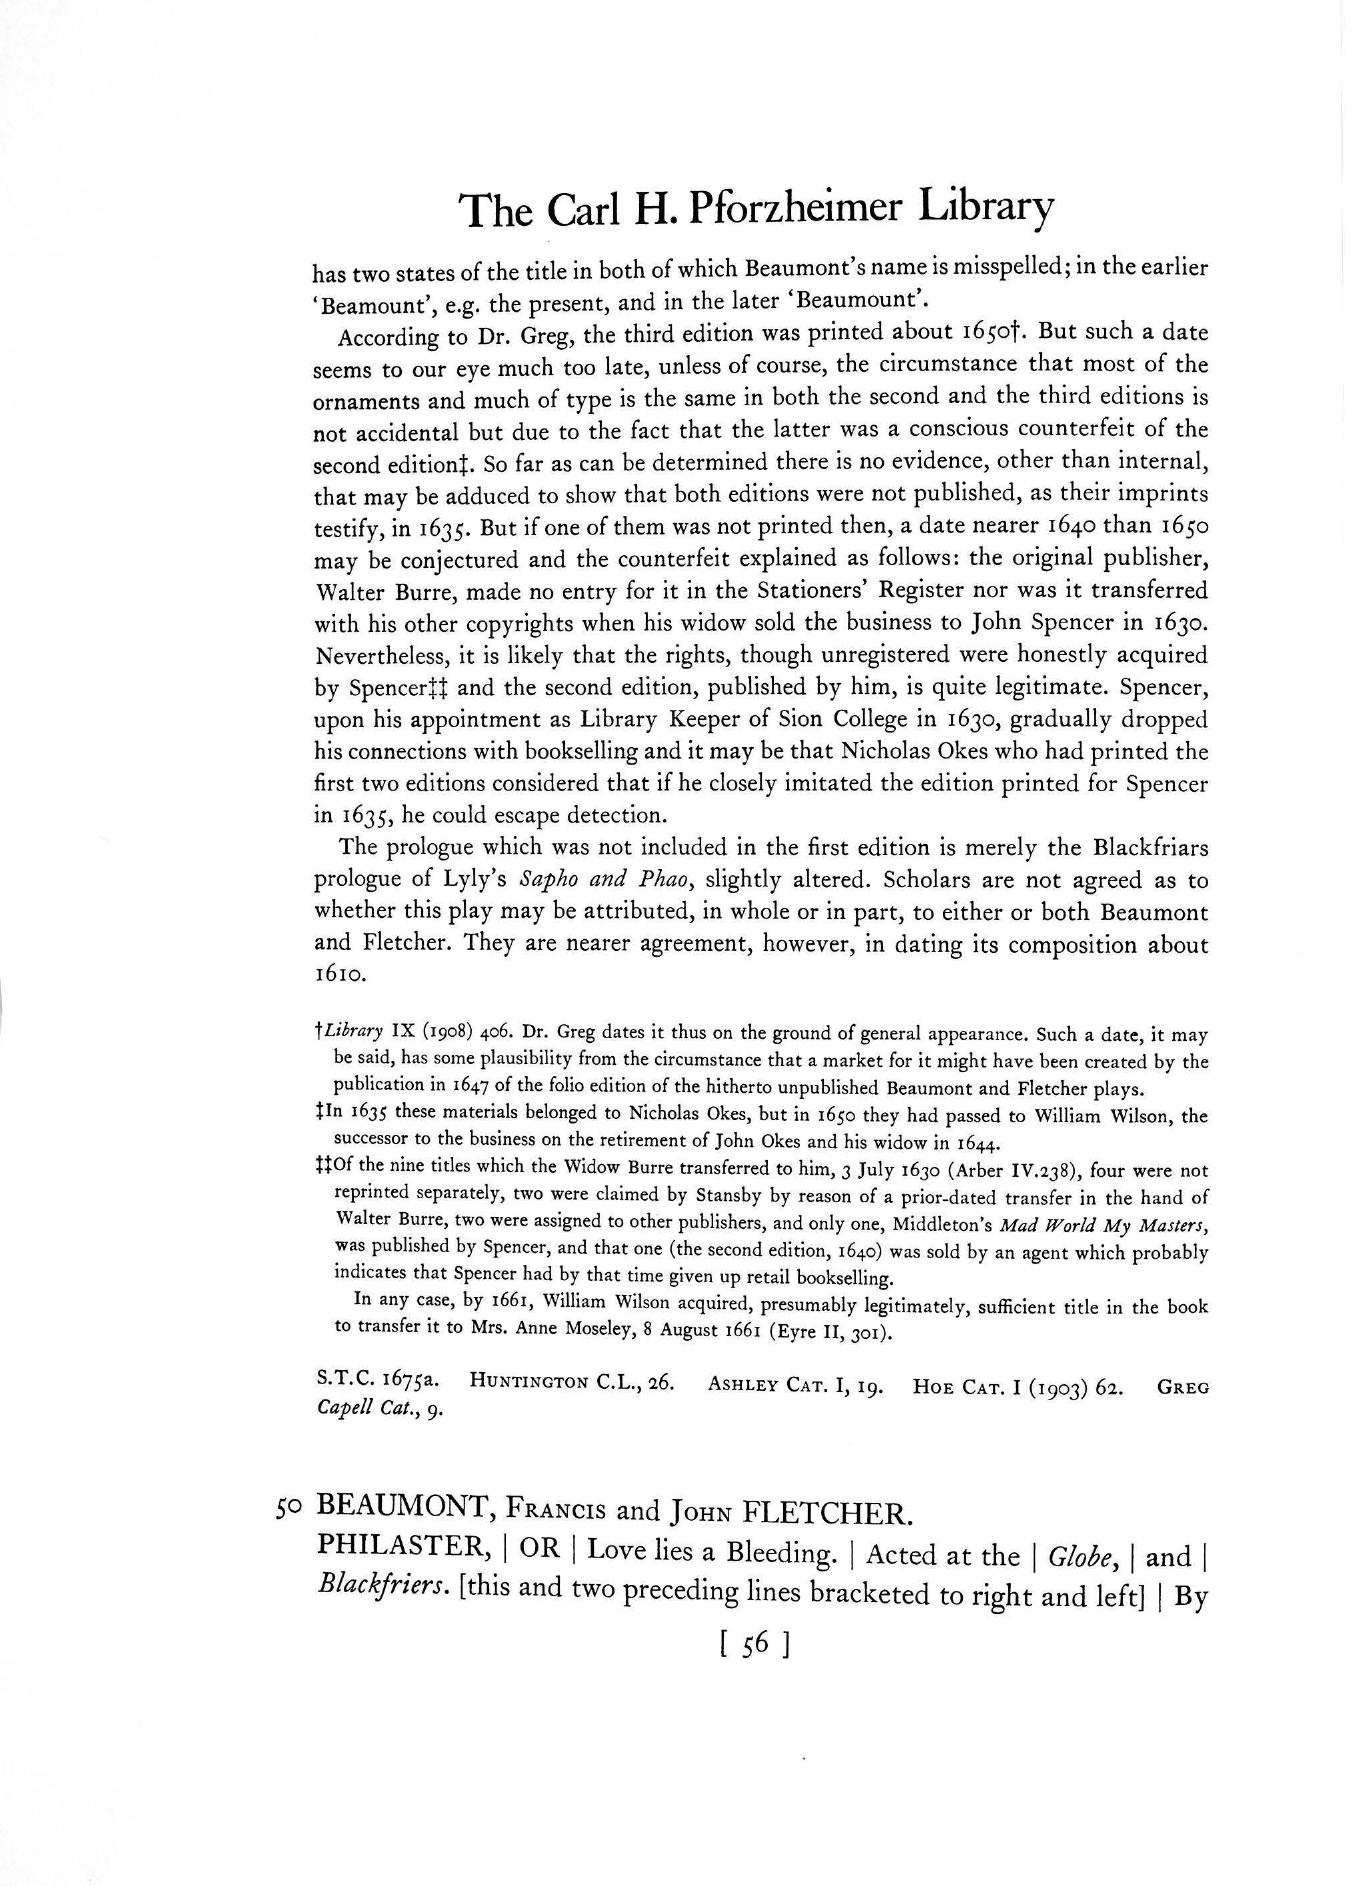 The Carl H. Pforzheimer Library
has two states of the title in both of which Beaumont's name is misspelled; in the earlier
'Beamount', e.g. the present, and in the later 'Beaumount'.
According to Dr. Greg, the third edition was printed about 1650†. But such a date
seems to our eye much too late, unless of course, the circumstance that most of the
ornaments and much of type is the same in both the second and the third editions is
not accidental but due to the fact that the latter was a conscious counterfeit of the
second edition‡. So far as can be determined there is no evidence, other than internal,
that may be adduced to show that both editions were not published, as their imprints
testify, in 1635. But if one of them was not printed then, a date nearer 1640 than 1650
may be conjectured and the counterfeit explained as follows: the original publisher,
Walter Burre, made no entry for it in the Stationers' Register nor was it transferred
with his other copyrights when his widow sold the business to John Spencer in 1630.
Nevertheless, it is likely that the rights, though unregistered were honestly acquired
by Spencer‡‡ and the second edition, published by him, is quite legitimate. Spencer,
upon his appointment as Library Keeper of Sion College in 1630, gradually dropped
his connections with bookselling and it may be that Nicholas Okes who had printed the
first two editions considered that if he closely imitated the edition printed for Spencer
in 1635, he could escape detection.
The prologue which was not included in the first edition is merely the Blackfriars
prologue of Lyly's Sapho and Phao, slightly altered. Scholars are not agreed as to
whether this play may be attributed, in whole or in part, to either or both Beaumont
and Fletcher. They are nearer agreement, however, in dating its composition about
1610.
†Library IX (1908) 406. Dr. Greg dates it thus on the ground of general appearance. Such a date, it may
be said, has some plausibility from the circumstance that a market for it might have been created by the
publication in 1647 of the folio edition of the hitherto unpublished Beaumont and Fletcher plays.
‡In 1635 these materials belonged to Nicholas Okes, but in 1650 they had passed to William Wilson, the
successor to the business on the retirement of John Okes and his widow in 1644.
‡‡Of the nine titles which the Widow Burre transferred to him, 3 July 1630 (Arber IV.238), four were not
reprinted separately, two were claimed by Stansby by reason of a prior-dated transfer in the hand of
Walter Burre, two were assigned to other publishers, and only one, Middleton's Mad World My Masters,
was published by Spencer, and that one (the second edition, 1640) was sold by an agent which probably
indicates that Spencer had by that time given up retail bookselling.
In any case, by 1661, William Wilson acquired, presumably legitimately, sufficient title in the book
to transfer it to Mrs. Anne Moseley, 8 August 1661 (Eyre II, 301).
S.T.C. 1675a. HUNTINGTON C.L., 26. ASHLEY CAT. I, 19. HOE CAT. I (1903) 62. GREG
Capell Cat., 9.
50 BEAUMONT, FRANCIS and JOHN FLETCHER.
PHILASTER, | OR | Love lies a Bleeding. | Acted at the | Globe, | and |
Blackfriers. [this and two preceding lines bracketed to right and left] | By
[ 56 ]